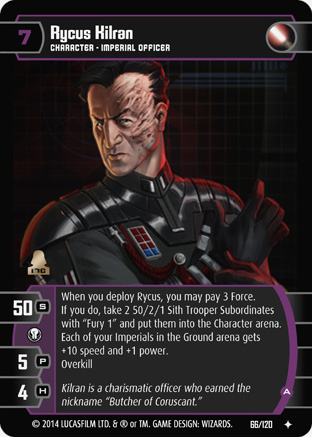 7
Rycus Kilran
CHARACTER - IMPERIAL OFFICER
IDC
50 S
5 P
4 H
When you deploy Rycus, you may pay 3 Force.
If you do, take 2 50/2/1 Sith Trooper Subordinates
with “Fury 1” and put them into the Character arena.
Each of your Imperials in the Ground arena gets
+10 speed and +1 power.
Overkill
Kilran is a charismatic officer who earned the
nickname “Butcher of Coruscant.”
A
© 2014 LUCASFILM LTD. & ® or TM. GAME DESIGN: WIZARDS.
66/120